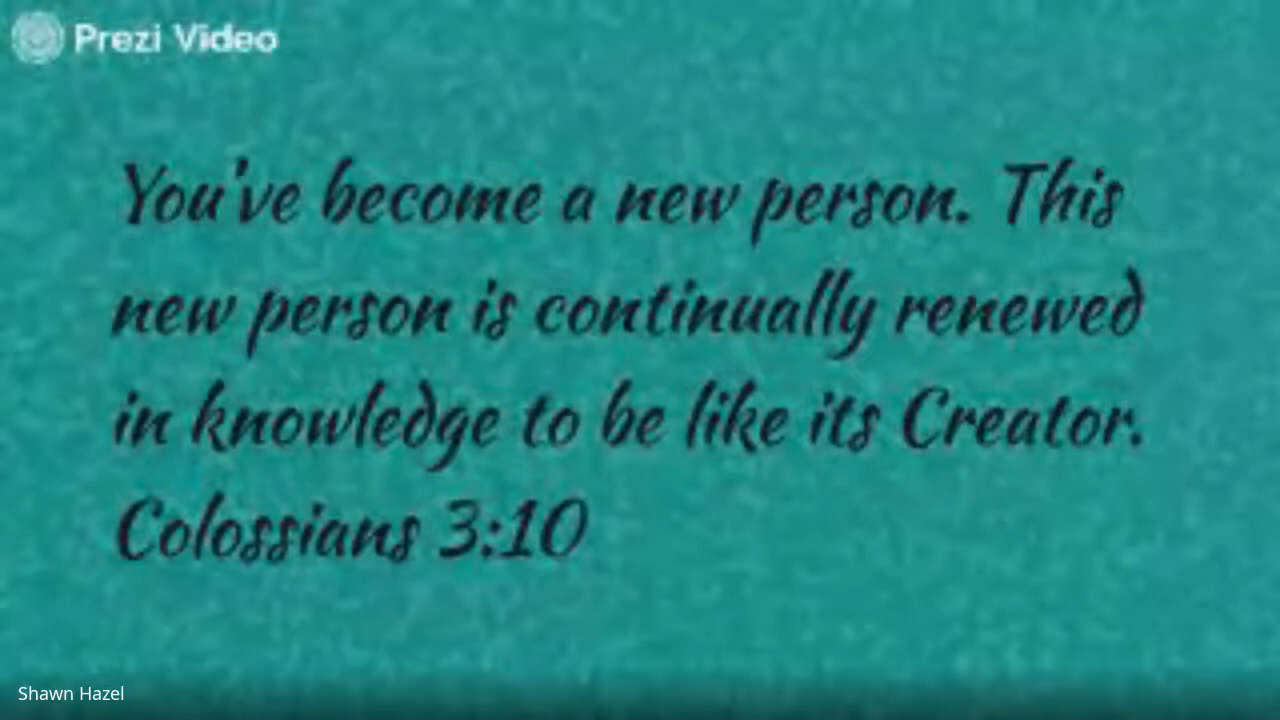 Prezi Video
You've become a new person. This
new person is continually renewed
in knowledge to be like its Creator.
Colossians 3:10
Shawn Hazel